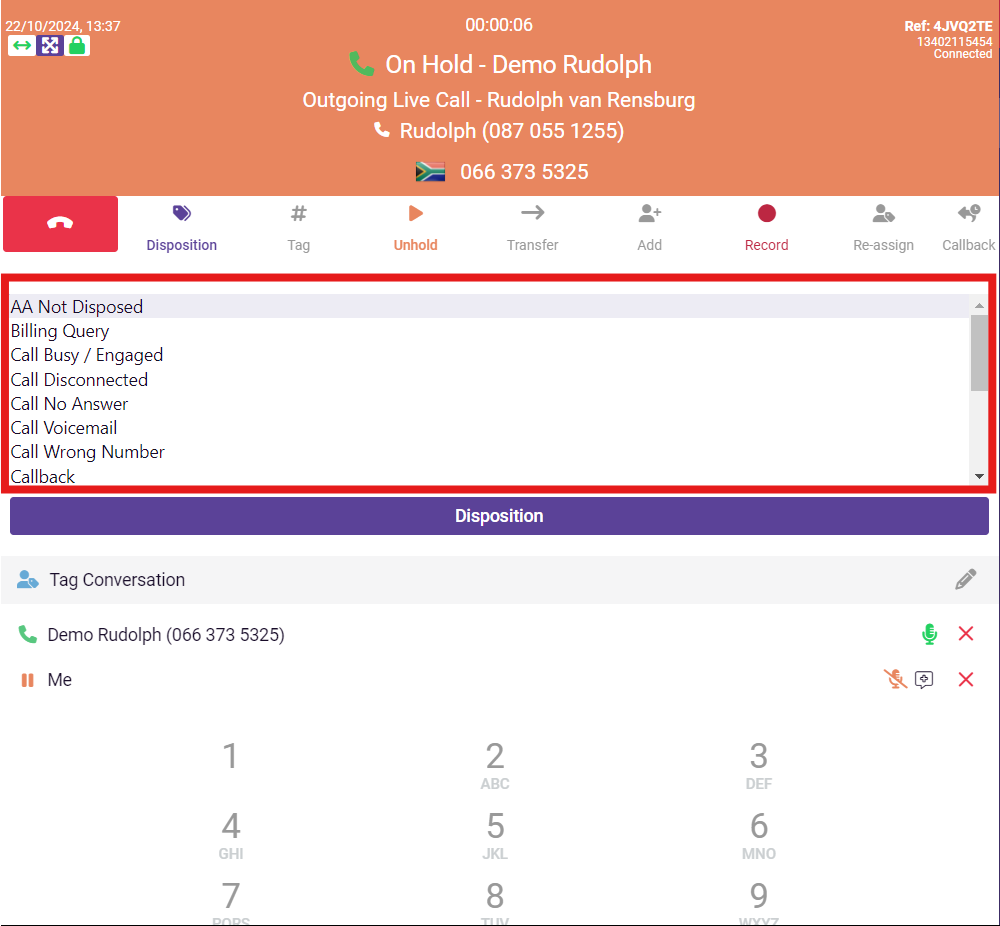 22/10/2024, 13:37
00:00:06
Ref: 4JVQ2TE
13402115454
Connected
On Hold - Demo Rudolph
Outgoing Live Call - Rudolph van Rensburg
Rudolph (087 055 1255)
066 373 5325
Disposition
Tag
Unhold
Transfer
Add
Record
Re-assign
Callback
AA Not Disposed
Billing Query
Call Busy / Engaged
Call Disconnected
Call No Answer
Call Voicemail
Call Wrong Number
Callback
Disposition
Tag Conversation
Demo Rudolph (066 373 5325)
Me
1
2
3
ABC
DEF
4
5
6
GHI
JKL
MNO
7
8
9
PQRS
TUV
WXYZ